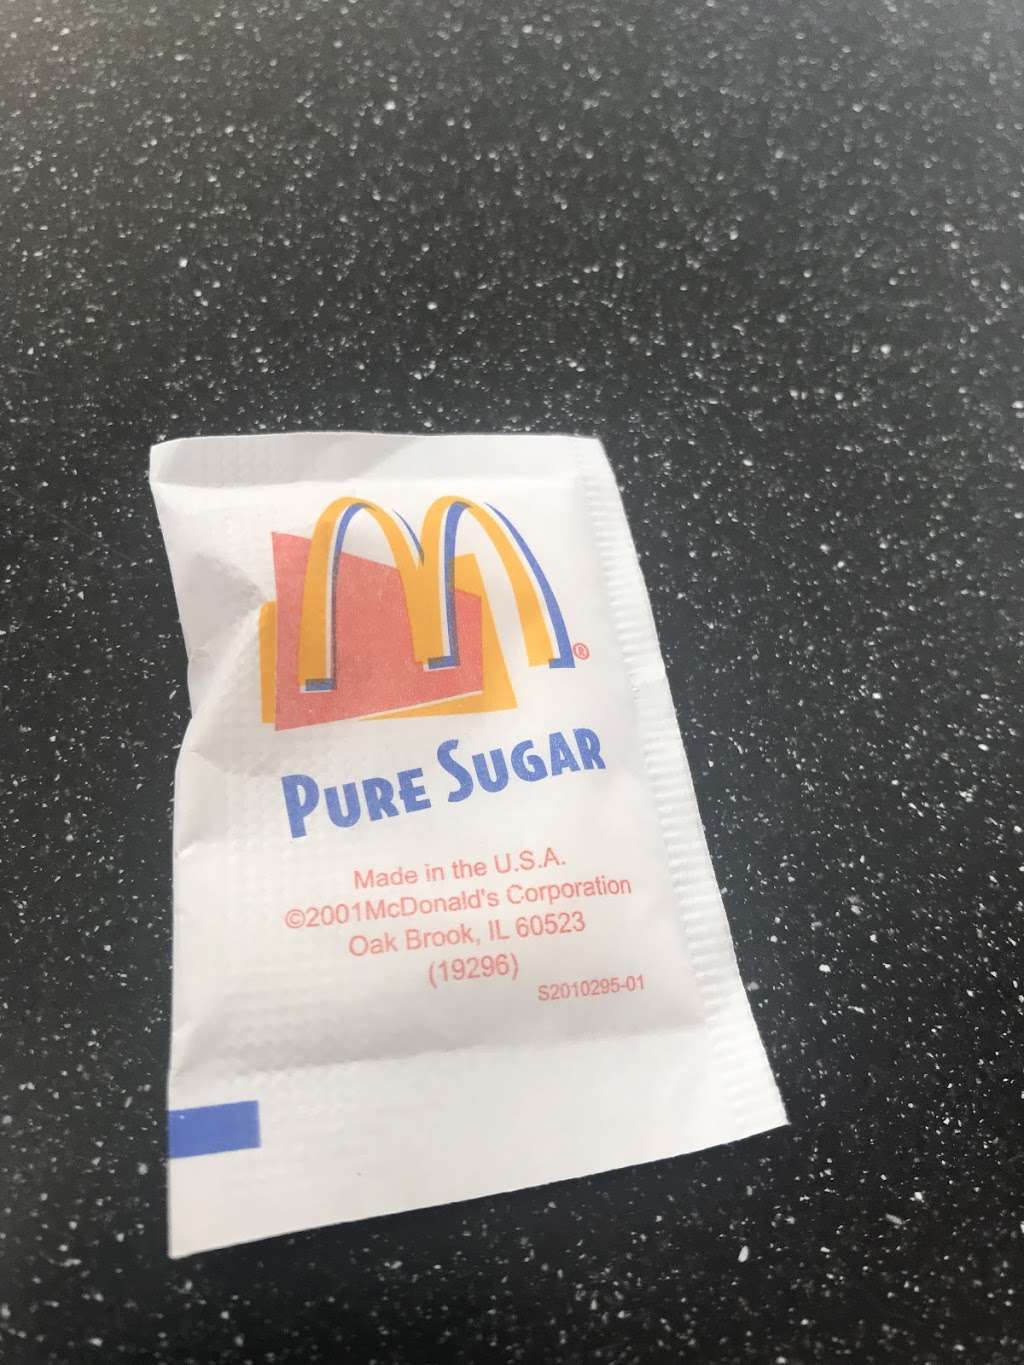 ®
PURE SUGAR
Made in the U.S.A.
©2001McDonald's Corporation
Oak Brook, IL 60523
(19296)
S2010295-01